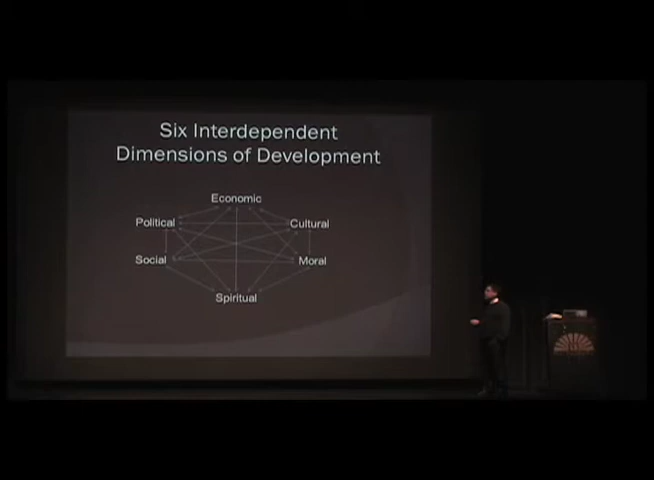 Six Interdependent
Dimensions of Development
Economic
Political
Cultural
Social
Moral
Spiritual